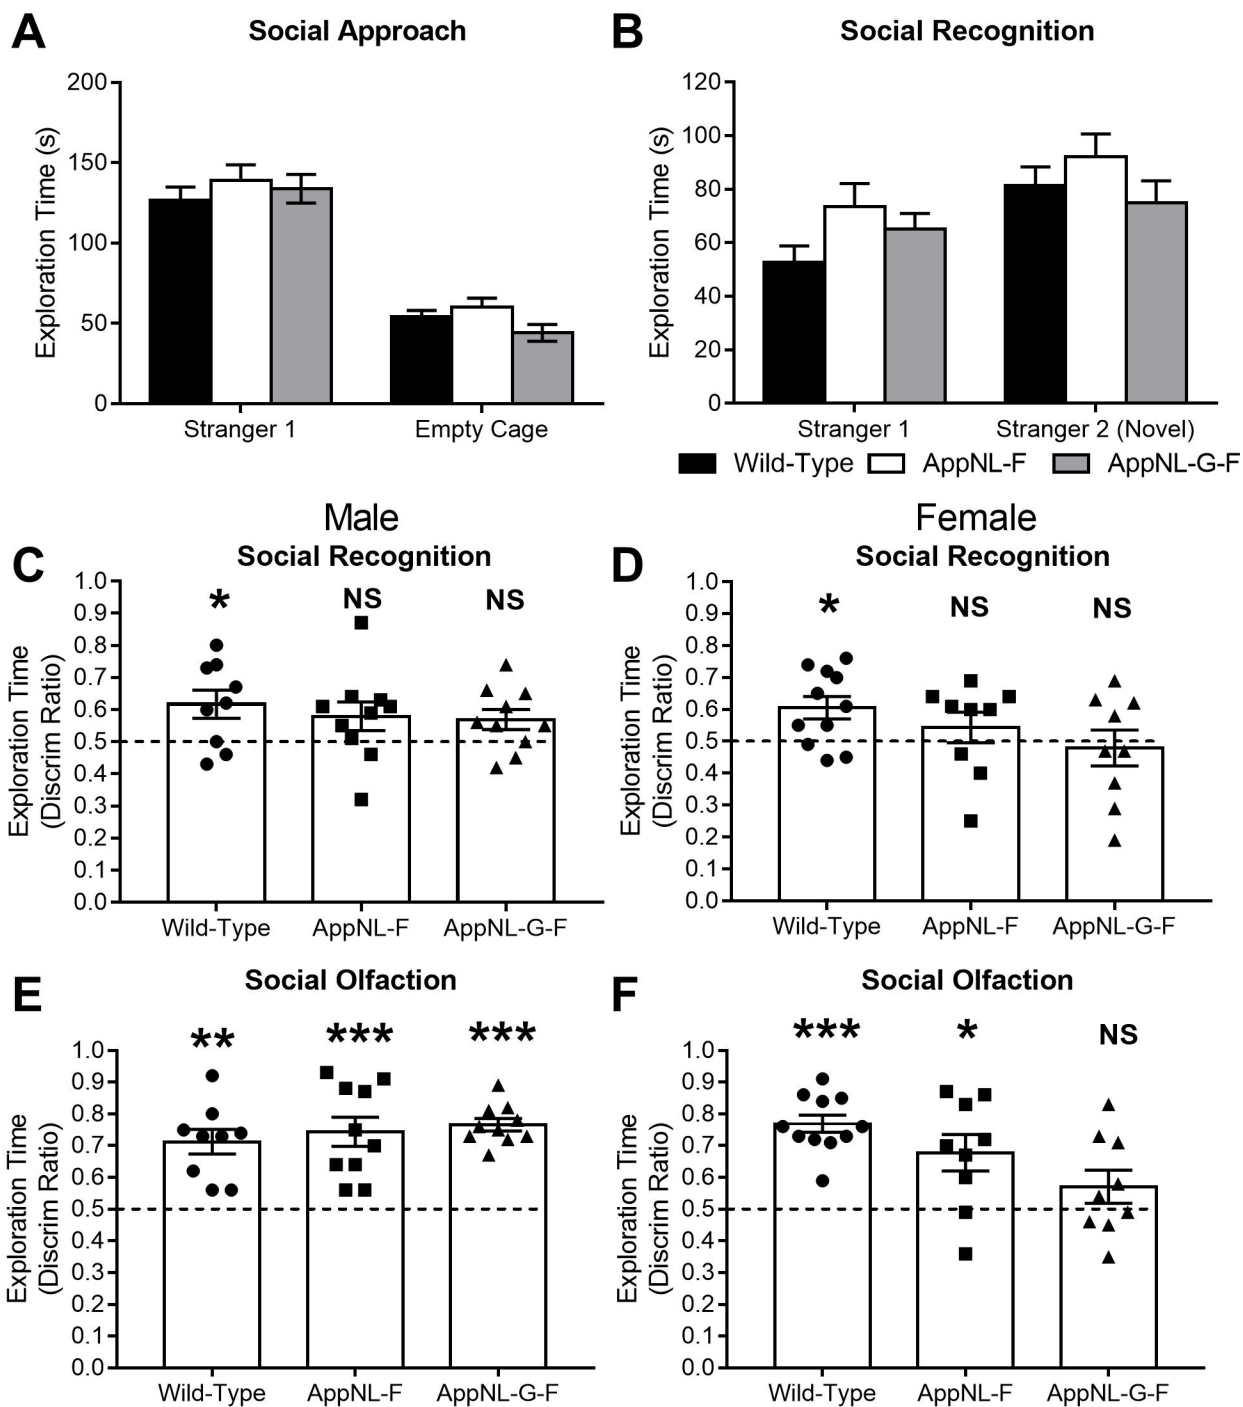 A Social Approach
Exploration Time (s)
200
150
100
50
0
Stranger 1 Empty Cage
B Social Recognition
Exploration Time (s)
120
100
80
60
40
20
0
Stranger 1 Stranger 2 (Novel)
Wild-Type AppNL-F AppNL-G-F
Male
C Social Recognition
Exploration Time
(Discrim Ratio)
1.0
0.9
0.8
0.7
0.6
0.5
0.4
0.3
0.2
0.1
0.0
* NS NS
Wild-Type AppNL-F AppNL-G-F
Female
D Social Recognition
Exploration Time
(Discrim Ratio)
1.0
0.9
0.8
0.7
0.6
0.5
0.4
0.3
0.2
0.1
0.0
* NS NS
Wild-Type AppNL-F AppNL-G-F
E Social Olfaction
Exploration Time
(Discrim Ratio)
1.0
0.9
0.8
0.7
0.6
0.5
0.4
0.3
0.2
0.1
0.0
** *** ***
Wild-Type AppNL-F AppNL-G-F
F Social Olfaction
Exploration Time
(Discrim Ratio)
1.0
0.9
0.8
0.7
0.6
0.5
0.4
0.3
0.2
0.1
0.0
*** * NS
Wild-Type AppNL-F AppNL-G-F